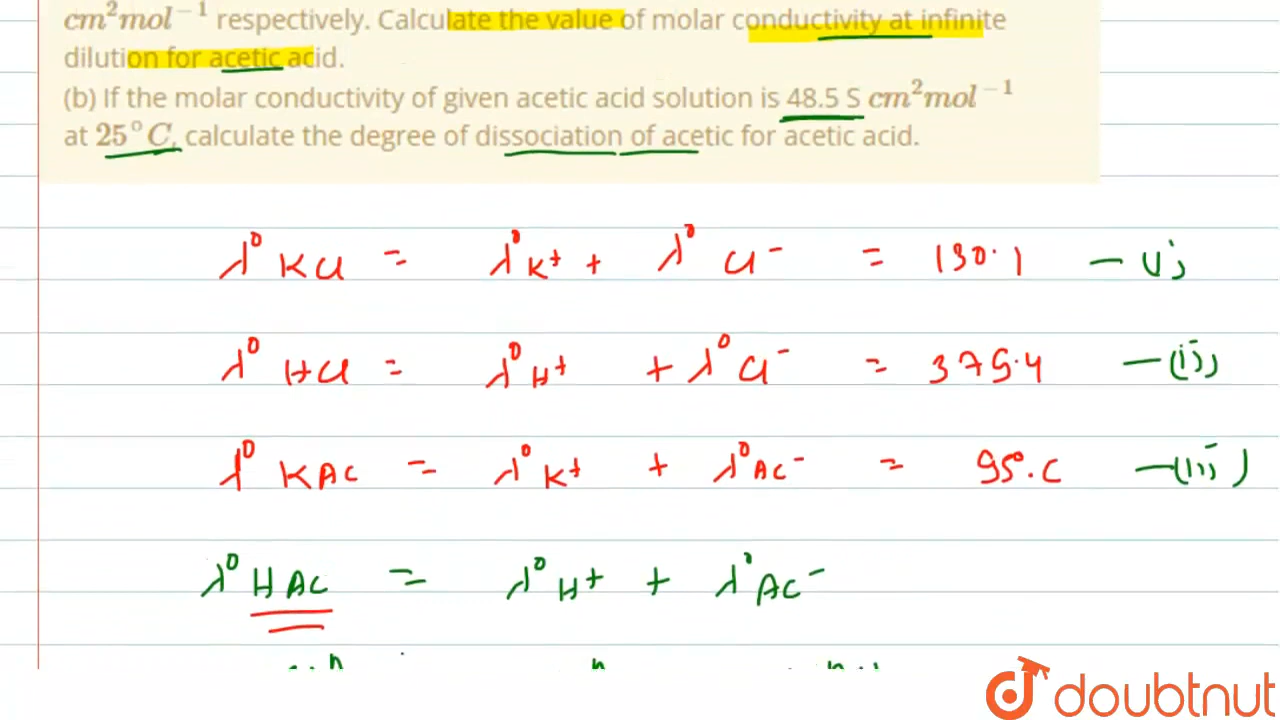 cm²mol⁻¹ respectively. Calculate the value of molar conductivity at infinite
dilution for acetic acid.
(b) If the molar conductivity of given acetic acid solution is 48.5 S cm²mol⁻¹
at 25°C, calculate the degree of dissociation of acetic for acetic acid.
λ⁰ KCl = λ⁰ K⁺ + λ⁰ Cl⁻ = 130.1 — (i)
λ⁰ HCl = λ⁰ H⁺ + λ⁰ Cl⁻ = 379.4 — (ii)
λ⁰ KAc = λ⁰ K⁺ + λ⁰ Ac⁻ = — (iii)
λ⁰ HAc = λ⁰ H⁺ + λ⁰ Ac⁻
doubtnut